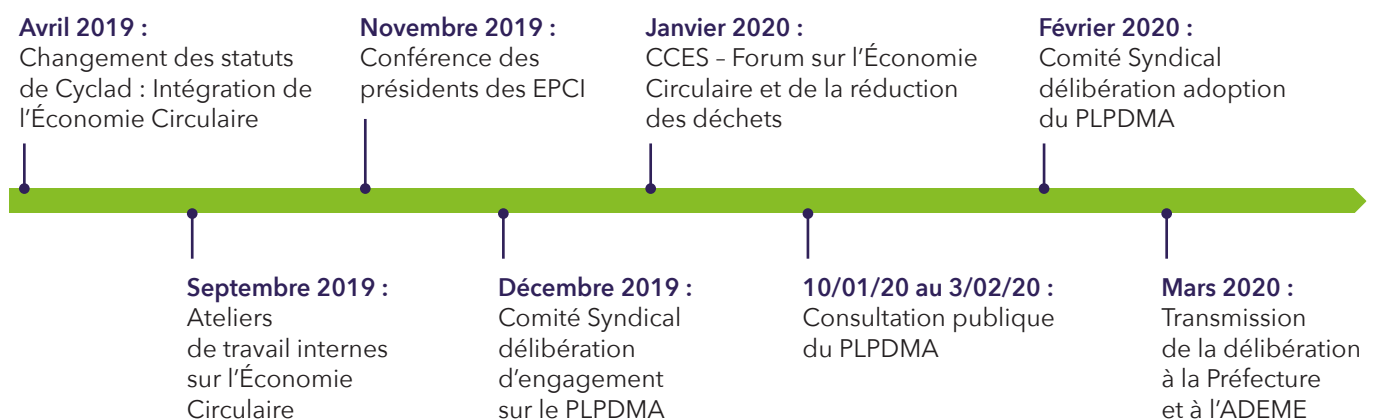 Avril 2019 :
Changement des statuts
de Cyclad : Intégration de
l'Économie Circulaire
Septembre 2019 :
Ateliers
de travail internes
sur l'Économie
Circulaire
Novembre 2019 :
Conférence des
présidents des EPCI
Décembre 2019 :
Comité Syndical
délibération
d'engagement
sur le PLPDMA
Janvier 2020 :
CCES – Forum sur l'Économie
Circulaire et de la réduction
des déchets
10/01/20 au 3/02/20 :
Consultation publique
du PLPDMA
Février 2020 :
Comité Syndical
délibération adoption
du PLPDMA
Mars 2020 :
Transmission
de la délibération
à la Préfecture
et à l'ADEME